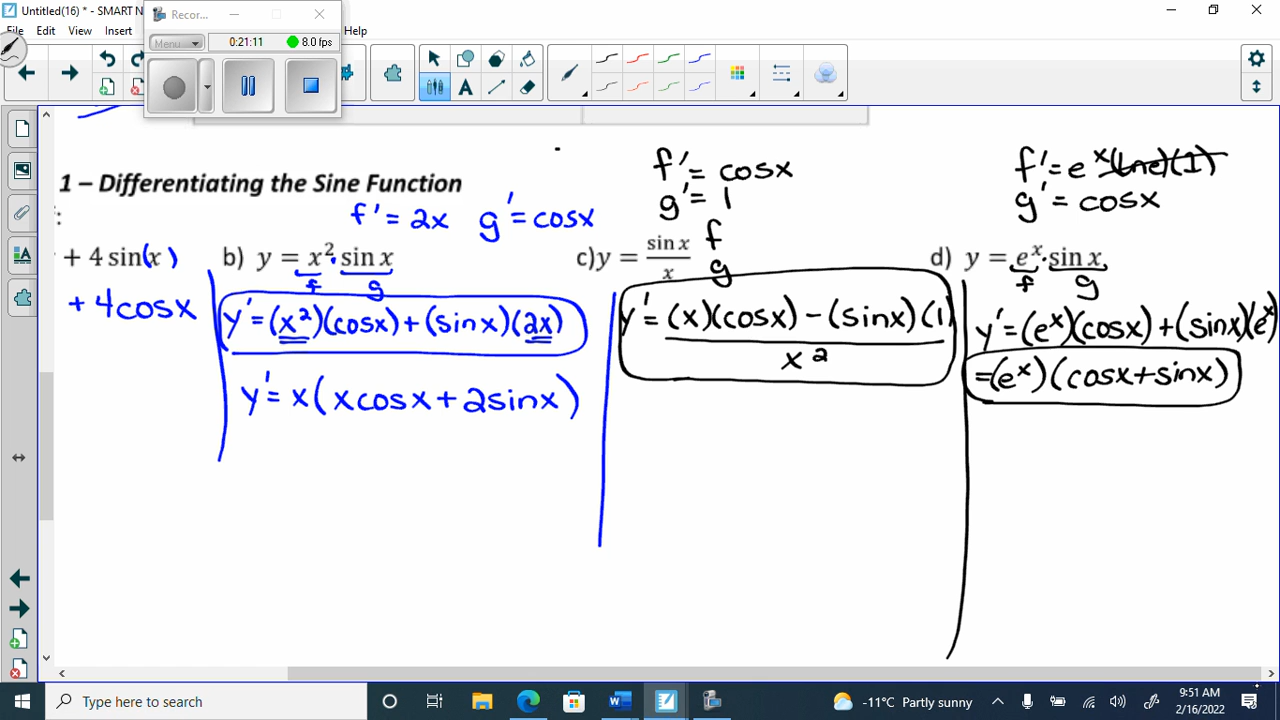 Untitled(16) * - SMART N
Recor...
File Edit View Insert Help
Menu
0:21:11
8.0 fps
1 – Differentiating the Sine Function
f:
f' = 2x g' = cosx
f' = cosx
g' = 1
f' = e^x (lne)(1)
g' = cosx
+ 4 sin(x)
+ 4cosx
b) y = x² · sin x
f g
y' = (x²)(cosx) + (sinx)(2x)
y' = x(xcosx + 2sinx)
c) y = sin x / x
f
g
y' = (x)(cosx) − (sinx)(1
x²
d) y = e^x · sin x
f g
y' = (e^x)(cosx) + (sinx)(e^x)
= (e^x)(cosx + sinx)
Type here to search
-11°C Partly sunny
9:51 AM
2/16/2022